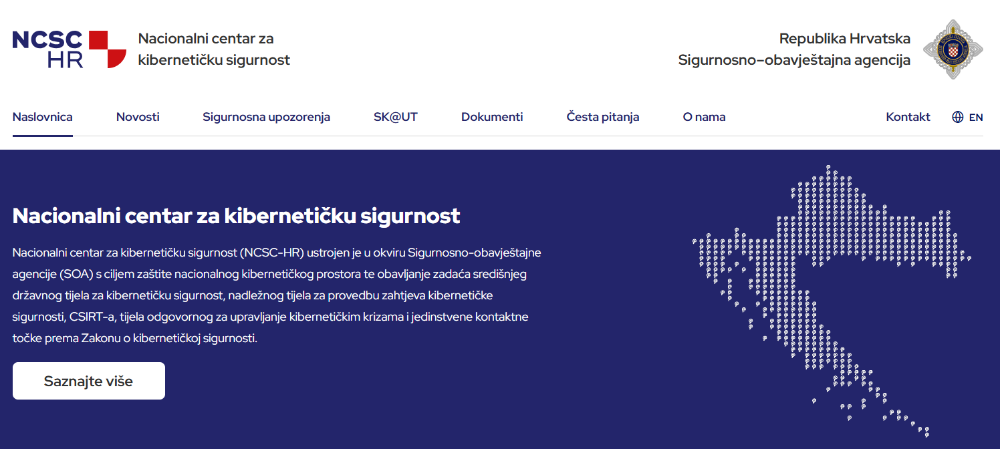 NCSC
HR
Nacionalni centar za
kibernetičku sigurnost
Republika Hrvatska
Sigurnosno-obavještajna agencija
Naslovnica Novosti Sigurnosna upozorenja SK@UT Dokumenti Česta pitanja O nama Kontakt EN
Nacionalni centar za kibernetičku sigurnost
Nacionalni centar za kibernetičku sigurnost (NCSC-HR) ustrojen je u okviru Sigurnosno-obavještajne
agencije (SOA) s ciljem zaštite nacionalnog kibernetičkog prostora te obavljanje zadaća središnjeg
državnog tijela za kibernetičku sigurnost, nadležnog tijela za provedbu zahtjeva kibernetičke
sigurnosti, CSIRT-a, tijela odgovornog za upravljanje kibernetičkim krizama i jedinstvene kontaktne
točke prema Zakonu o kibernetičkoj sigurnosti.
Saznajte više